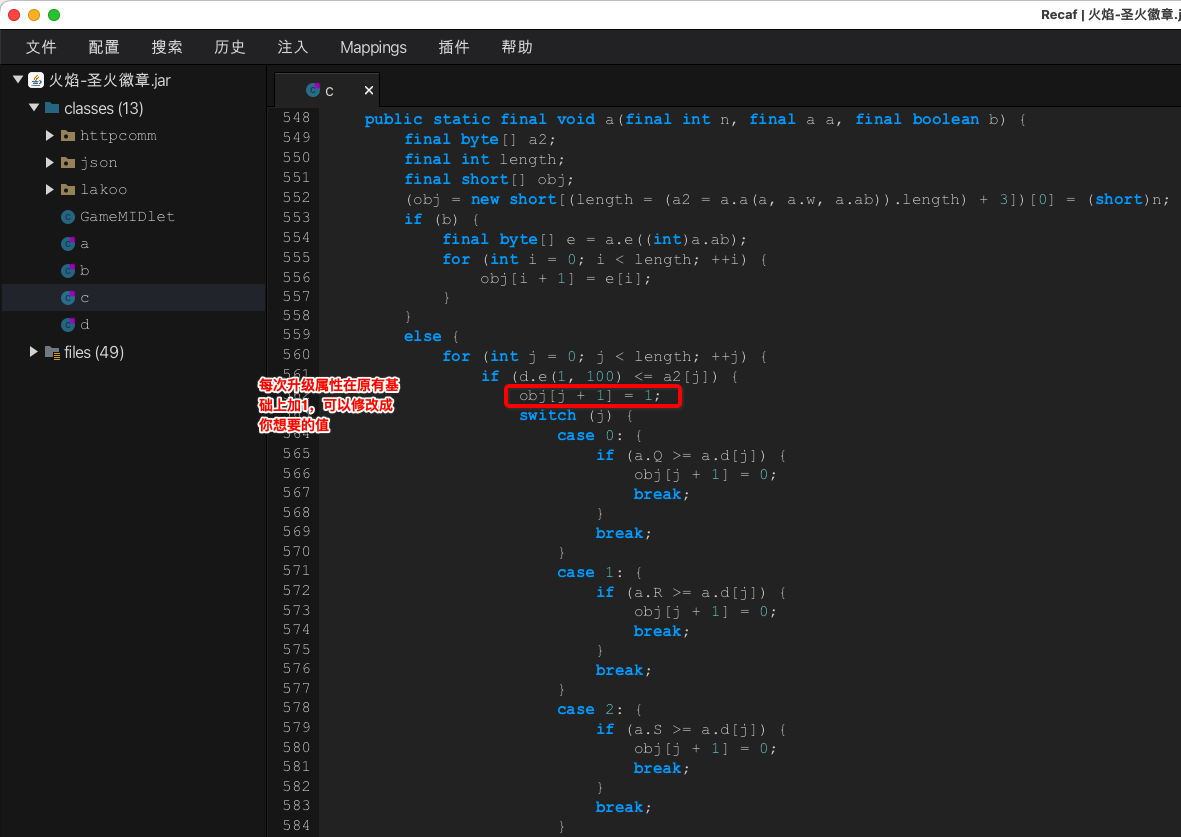 Recaf | 火焰-圣火徽章.j
文件 配置 搜索 历史 注入 Mappings 插件 帮助
火焰-圣火徽章.jar
classes (13)
httpcomm
json
lakoo
GameMIDlet
a
b
c
d
files (49)
c ×
548 public static final void a(final int n, final a a, final boolean b) {
549 final byte[] a2;
550 final int length;
551 final short[] obj;
552 (obj = new short[(length = (a2 = a.a(a, a.w, a.ab)).length) + 3])[0] = (short)n;
553 if (b) {
554 final byte[] e = a.e((int)a.ab);
555 for (int i = 0; i < length; ++i) {
556 obj[i + 1] = e[i];
557 }
558 }
559 else {
560 for (int j = 0; j < length; ++j) {
561 if (d.e(1, 100) <= a2[j]) {
obj[j + 1] = 1;
switch (j) {
564 case 0: {
565 if (a.Q >= a.d[j]) {
566 obj[j + 1] = 0;
567 break;
568 }
569 break;
570 }
571 case 1: {
572 if (a.R >= a.d[j]) {
573 obj[j + 1] = 0;
574 break;
575 }
576 break;
577 }
578 case 2: {
579 if (a.S >= a.d[j]) {
580 obj[j + 1] = 0;
581 break;
582 }
583 break;
584 }
每次升级属性在原有基
础上加1，可以修改成
你想要的值